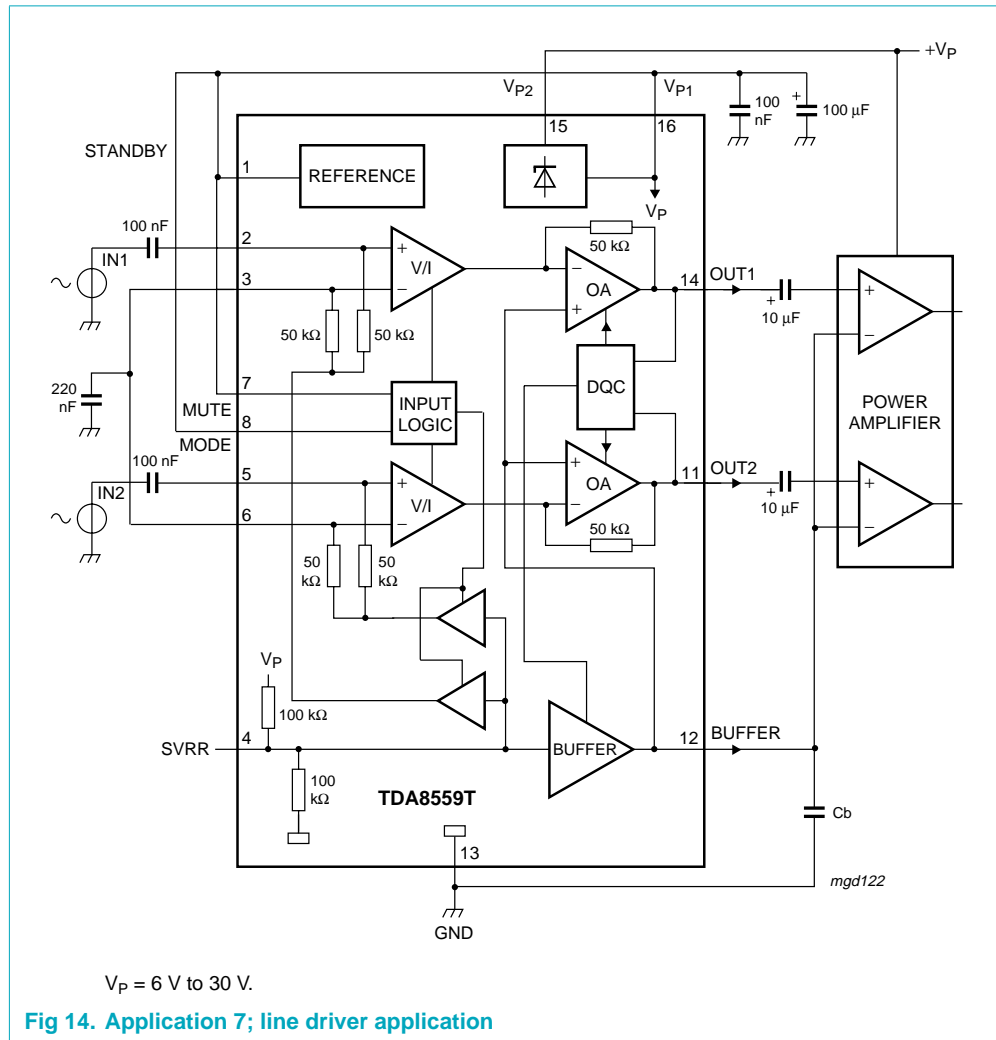 +VP
VP2
VP1
100
nF
+
100 μF
15
16
STANDBY
1
REFERENCE
VP
100 nF
2
IN1
+
V/I
−
50 kΩ
−
OA
+
14
OUT1
+
10 μF
+
−
3
50 kΩ
50 kΩ
220
nF
7
MUTE
8
MODE
INPUT
LOGIC
DQC
POWER
AMPLIFIER
100 nF
5
IN2
+
V/I
−
6
+
OA
−
11
OUT2
+
10 μF
+
−
50 kΩ
50
kΩ
50
kΩ
VP
100 kΩ
SVRR
4
BUFFER
12
BUFFER
100
kΩ
TDA8559T
Cb
13
mgd122
GND
VP = 6 V to 30 V.
Fig 14. Application 7; line driver application